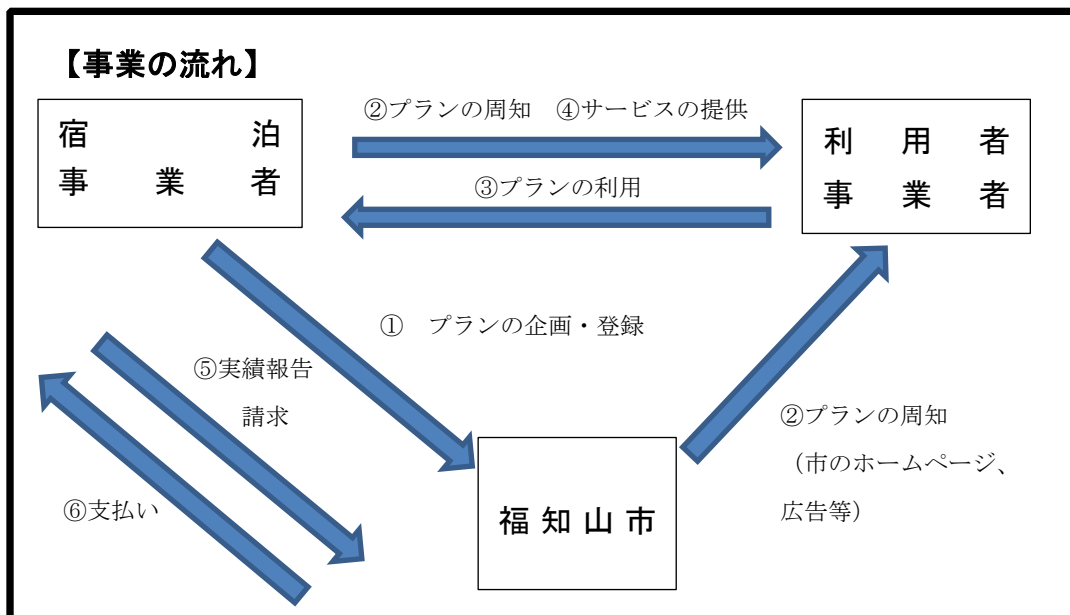 【事業の流れ】
宿泊
事業者
②プランの周知　④サービスの提供
利用者
事業者
③プランの利用
①　プランの企画・登録
⑤実績報告
請求
②プランの周知
（市のホームページ、
広告等）
⑥支払い
福知山市